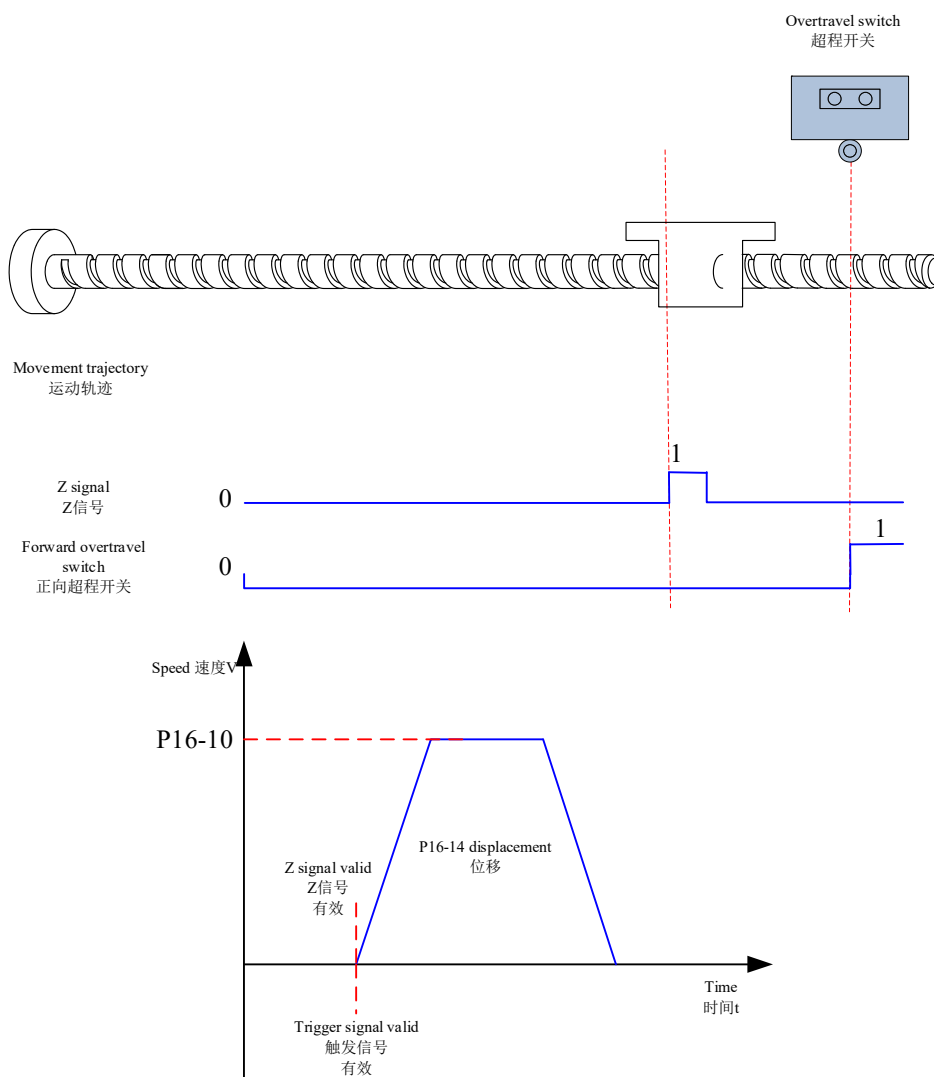 Overtravel switch
超程开关
Movement trajectory
运动轨迹
1
Z signal
Z信号
0
1
Forward overtravel
switch
正向超程开关
0
Speed 速度V
P16-10
P16-14 displacement
位移
Z signal valid
Z信号
有效
Time
时间t
Trigger signal valid
触发信号
有效